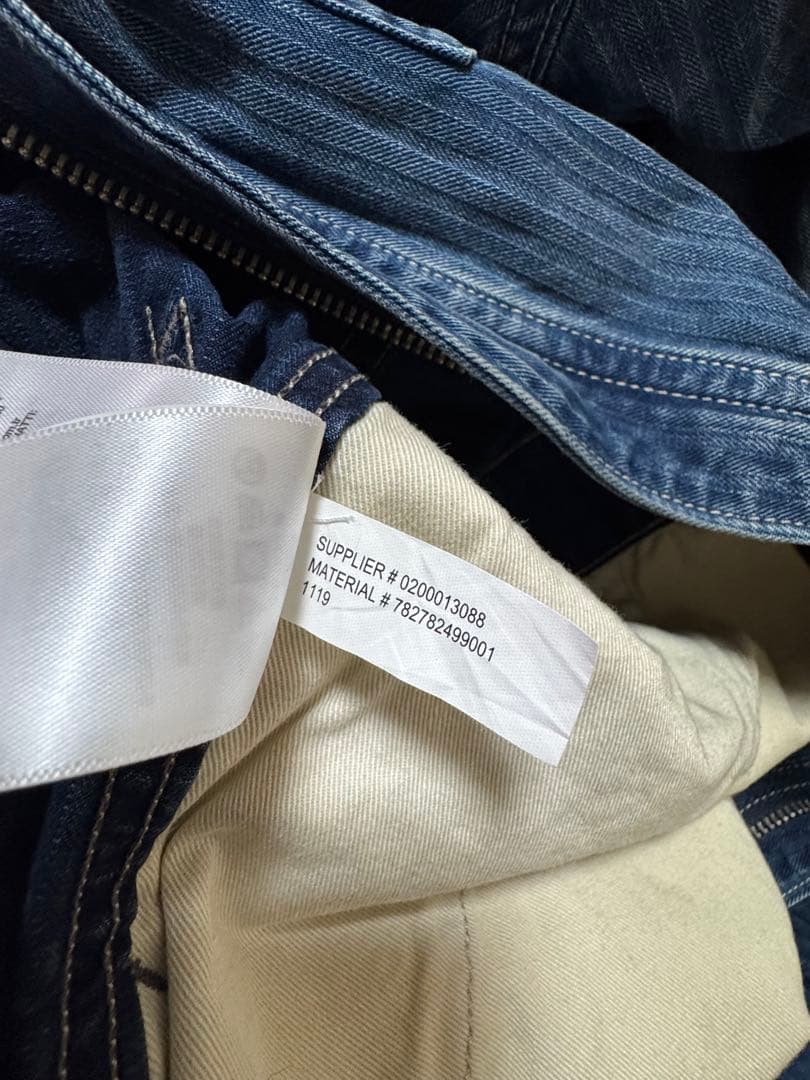 SUPPLIER # 0200013088
MATERIAL # 782782499001
1119